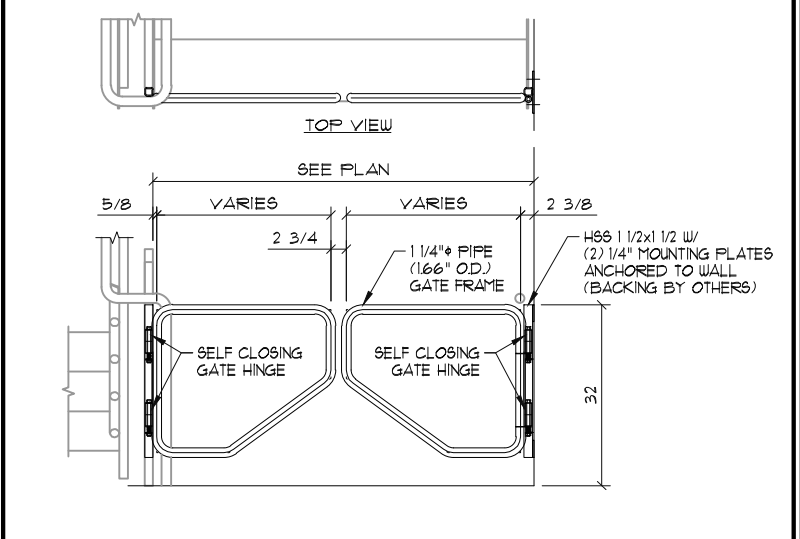 TOP VIEW
SEE PLAN
5/8
VARIES
VARIES
2 3/8
2 3/4
1 1/4"ϕ PIPE
(1.66" O.D.)
GATE FRAME
HSS 1 1/2x1 1/2 W/
(2) 1/4" MOUNTING PLATES
ANCHORED TO WALL
(BACKING BY OTHERS)
SELF CLOSING
GATE HINGE
SELF CLOSING
GATE HINGE
32